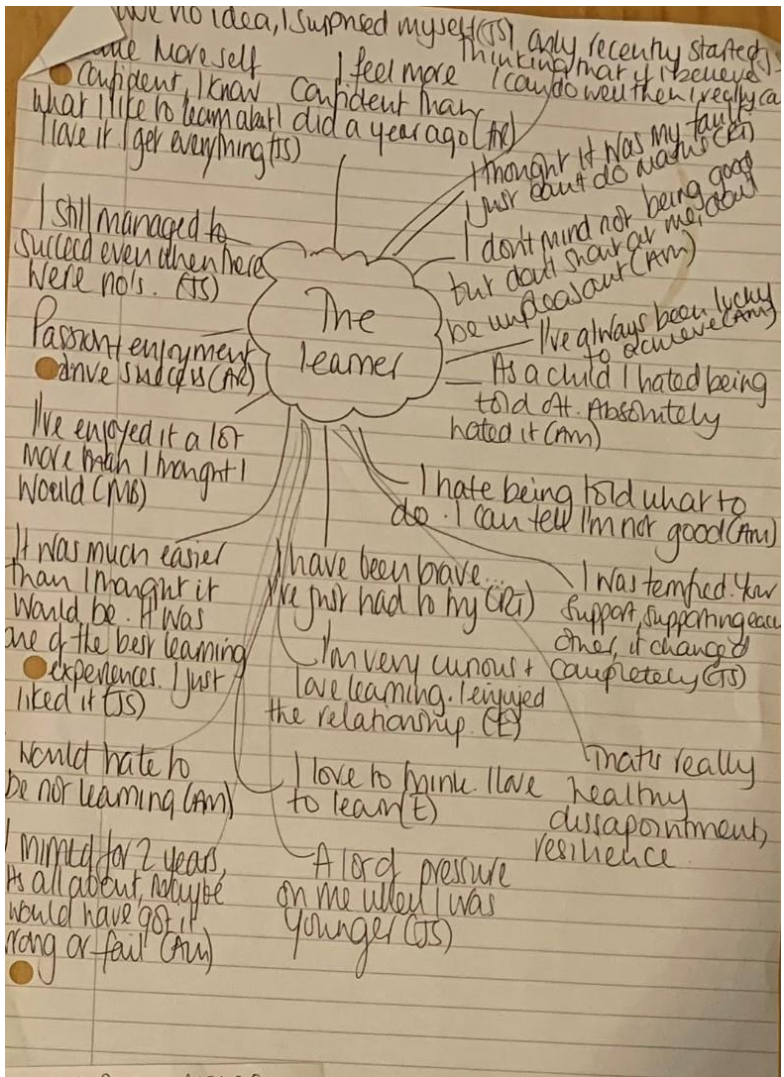 no idea, I surprised myself (JS)
only recently started
thinking that if I believe
I can do well then I really ca
more self
confident, I know
what I like to learn about
I love it. I get everything (JS)
I feel more
confident than
I did a year ago (AR)
I thought it was my fault
just can't do maths
I don't mind not being good
but don't shout at me, don't
be unpleasant (AM)
I've always been lucky
to achieve (AM)
As a child I hated being
told off. Absolutely
hated it (AM)
I still managed to
succeed even when there
were no's. (JS)
The
learner
Passion + enjoyment
drive success (AR)
I've enjoyed it a lot
more than I thought I
would (MB)
I hate being told what to
do. I can tell I'm not good (AM)
It was much easier
than I thought it
would be. It was
one of the best learning
experiences. I just
liked it (JS)
I have been brave...
I've just had to try
I was terrified. Your
support, supporting each
other, it changed
completely (JS)
I'm very curious +
love learning. I enjoyed
the relationship. (E)
would hate to
be not learning (AM)
I love to think. I love
to learn (E)
That's really
healthy
dissapointment,
resilience
I mimed for 2 years,
maybe
would have got it
or fail (AM)
A lot of pressure
on me when I was
younger (JS)